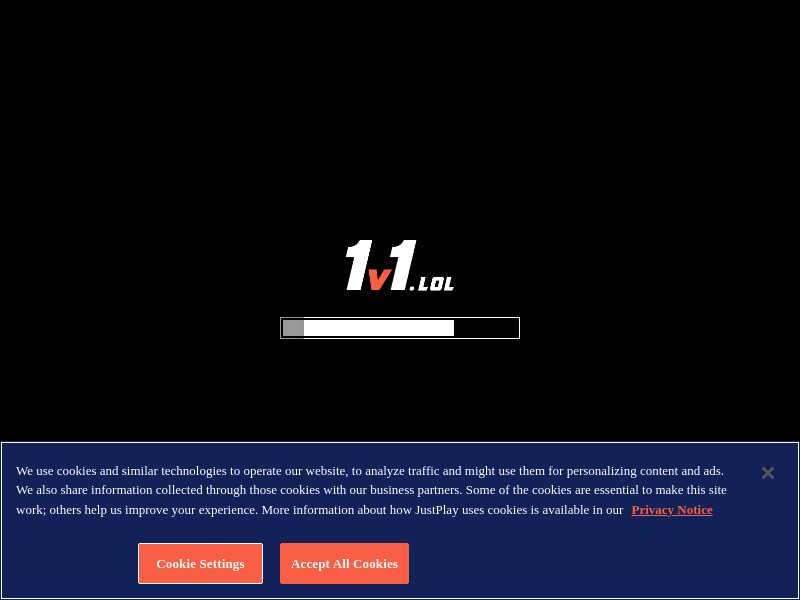 1v1.LOL
We use cookies and similar technologies to operate our website, to analyze traffic and might use them for personalizing content and ads.
We also share information collected through those cookies with our business partners. Some of the cookies are essential to make this site
work; others help us improve your experience. More information about how JustPlay uses cookies is available in our Privacy Notice
Cookie Settings
Accept All Cookies